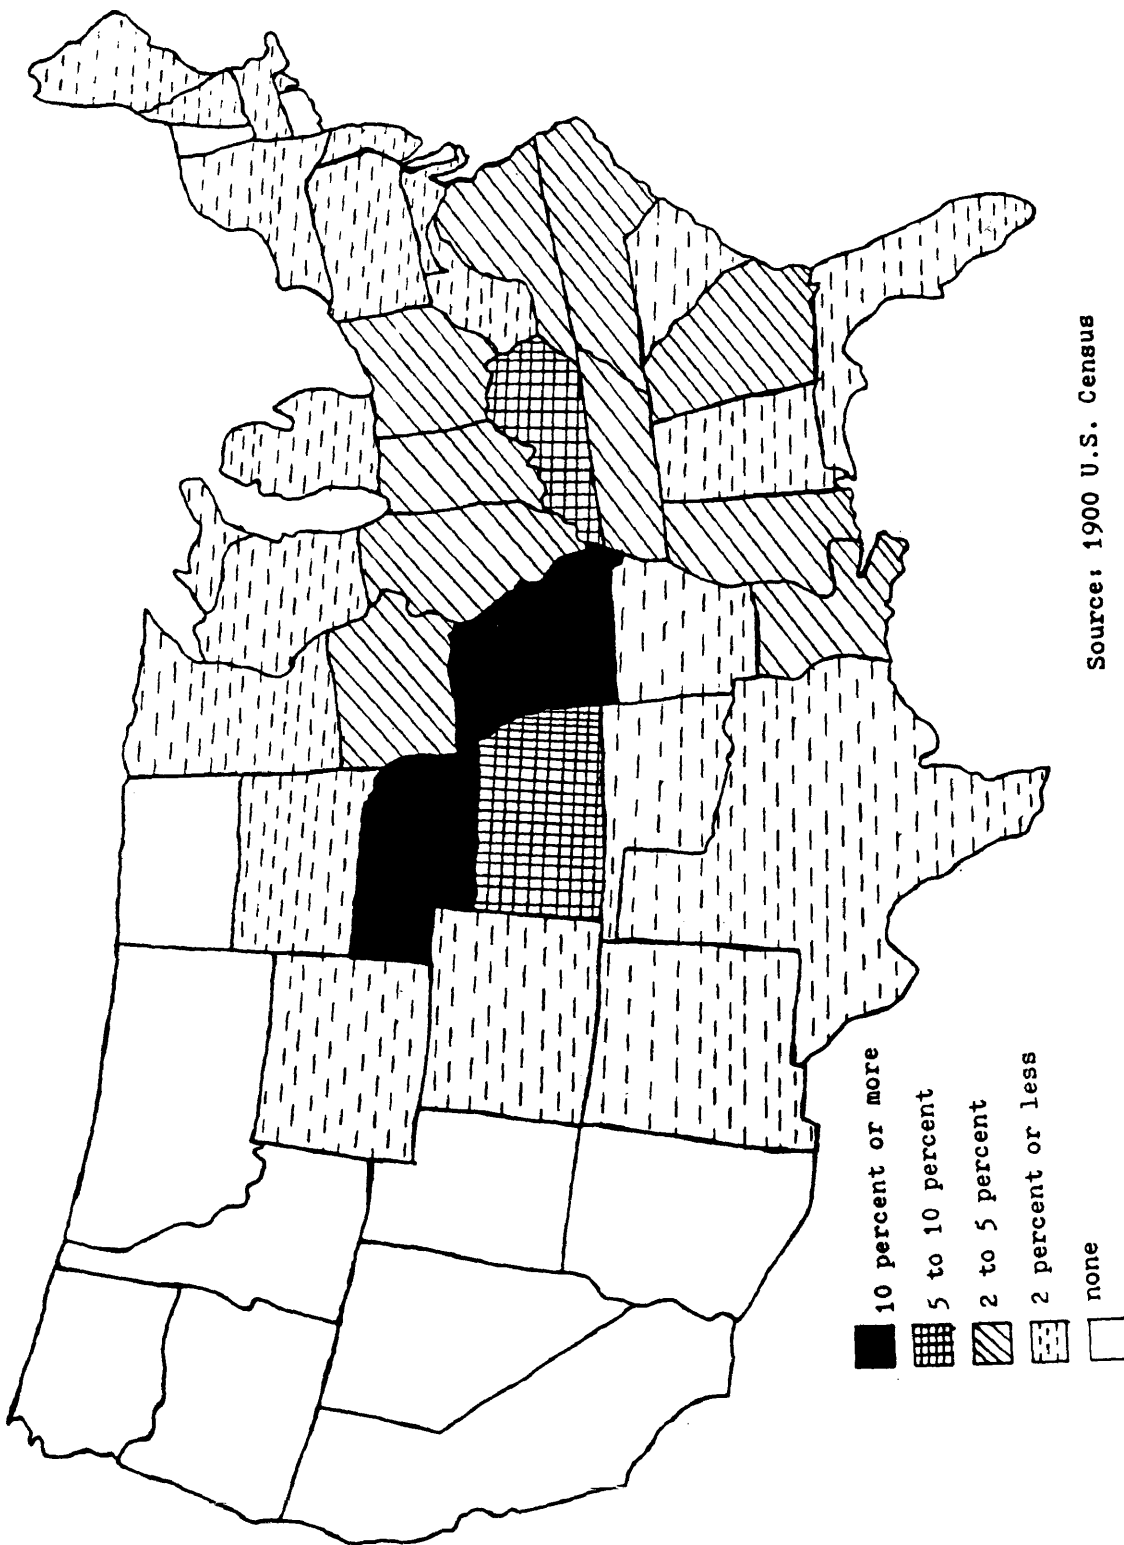 10 percent or more
5 to 10 percent
2 to 5 percent
2 percent or less
none
Source: 1900 U.S. Census